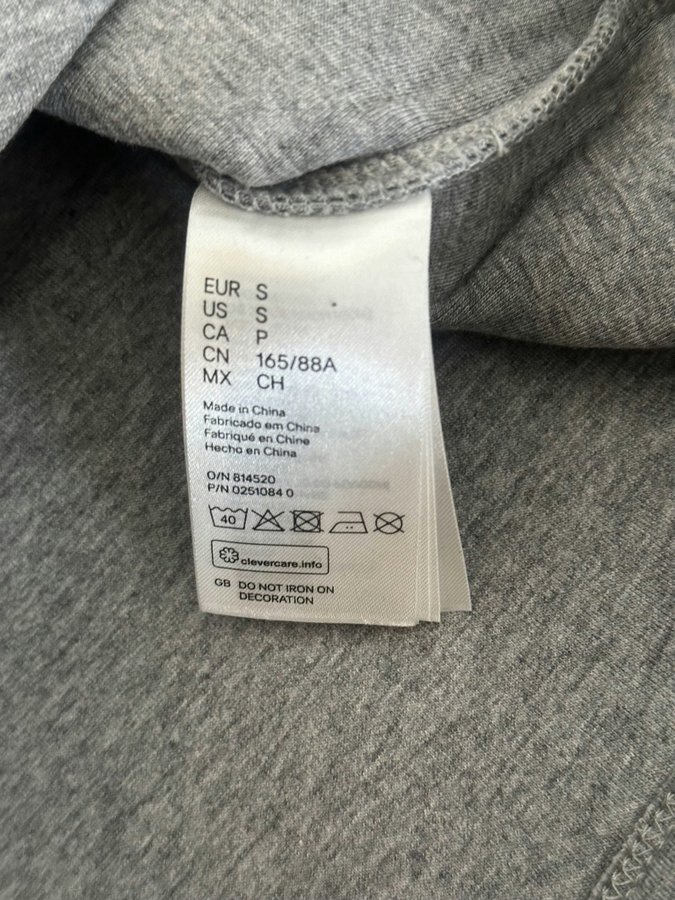 EUR S
US S
CA P
CN 165/88A
MX CH
Made in China
Fabricado em China
Fabriqué en Chine
Hecho en China
O/N 814520
P/N 0251084 0
40
clevercare.info
GB DO NOT IRON ON
DECORATION